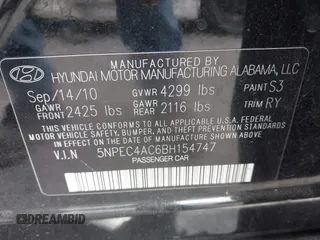 MANUFACTURED BY
HYUNDAI MOTOR MANUFACTURING ALABAMA, LLC
Sep/14/10 GVWR 4299 lbs PAINT S3
GAWR FRONT 2425 lbs GAWR REAR 2116 lbs TRIM RY
THIS VEHICLE CONFORMS TO ALL APPLICABLE U.S.A. FEDERAL
MOTOR VEHICLE SAFETY, BUMPER, AND THEFT PREVENTION
STANDARDS IN EFFECT ON THE DATE OF MANUFACTURE SHOWN ABOVE.
V.I.N 5NPEC4AC6BH154747
PASSENGER CAR
DREAMBID